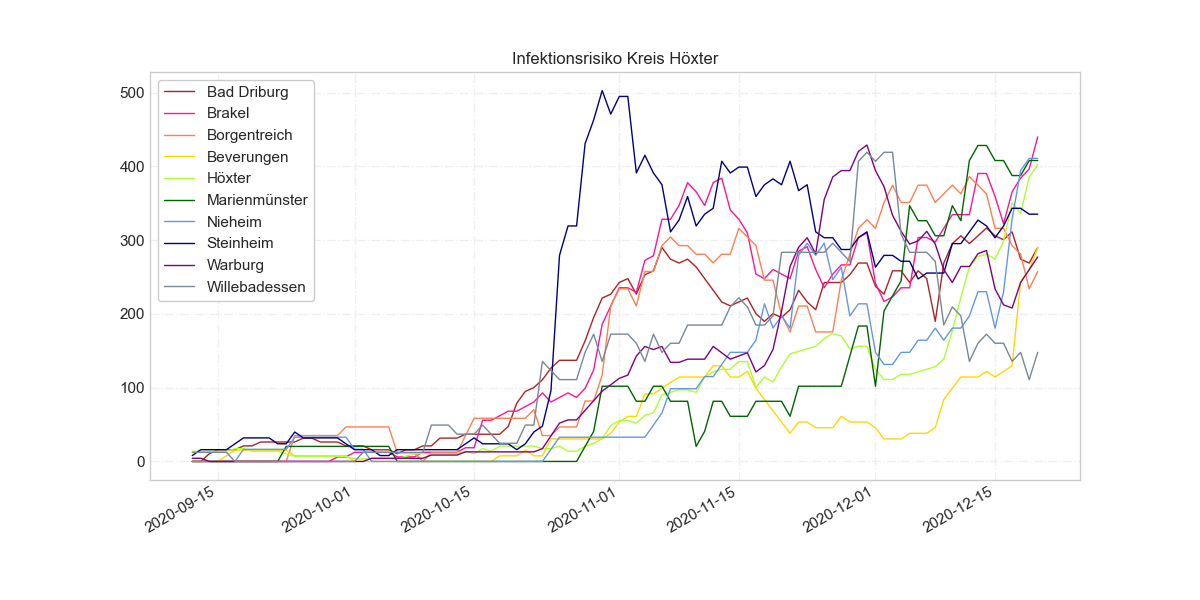 Infektionsrisiko Kreis Höxter
500
400
300
200
100
0
Bad Driburg
Brakel
Borgentreich
Beverungen
Höxter
Marienmünster
Nieheim
Steinheim
Warburg
Willebadessen
2020-09-15
2020-10-01
2020-10-15
2020-11-01
2020-11-15
2020-12-01
2020-12-15